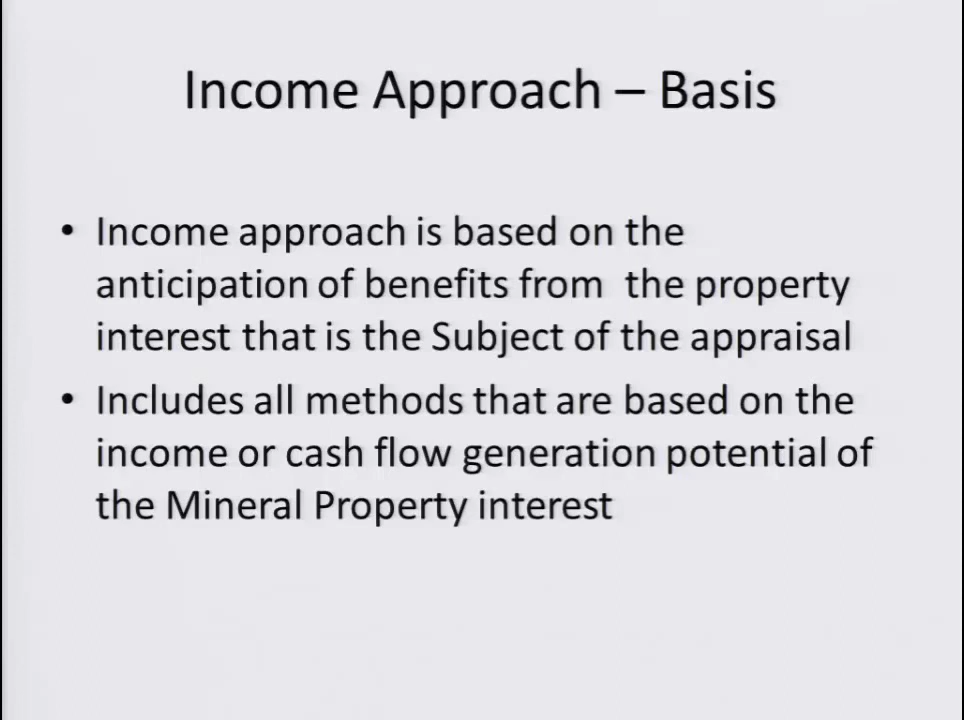 Income Approach – Basis
• Income approach is based on the
anticipation of benefits from  the property
interest that is the Subject of the appraisal
• Includes all methods that are based on the
income or cash flow generation potential of
the Mineral Property interest